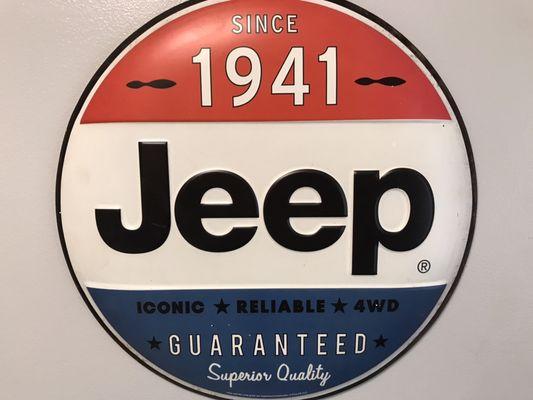 SINCE
1941
Jeep®
ICONIC ★ RELIABLE ★ 4WD
★ GUARANTEED ★
Superior Quality